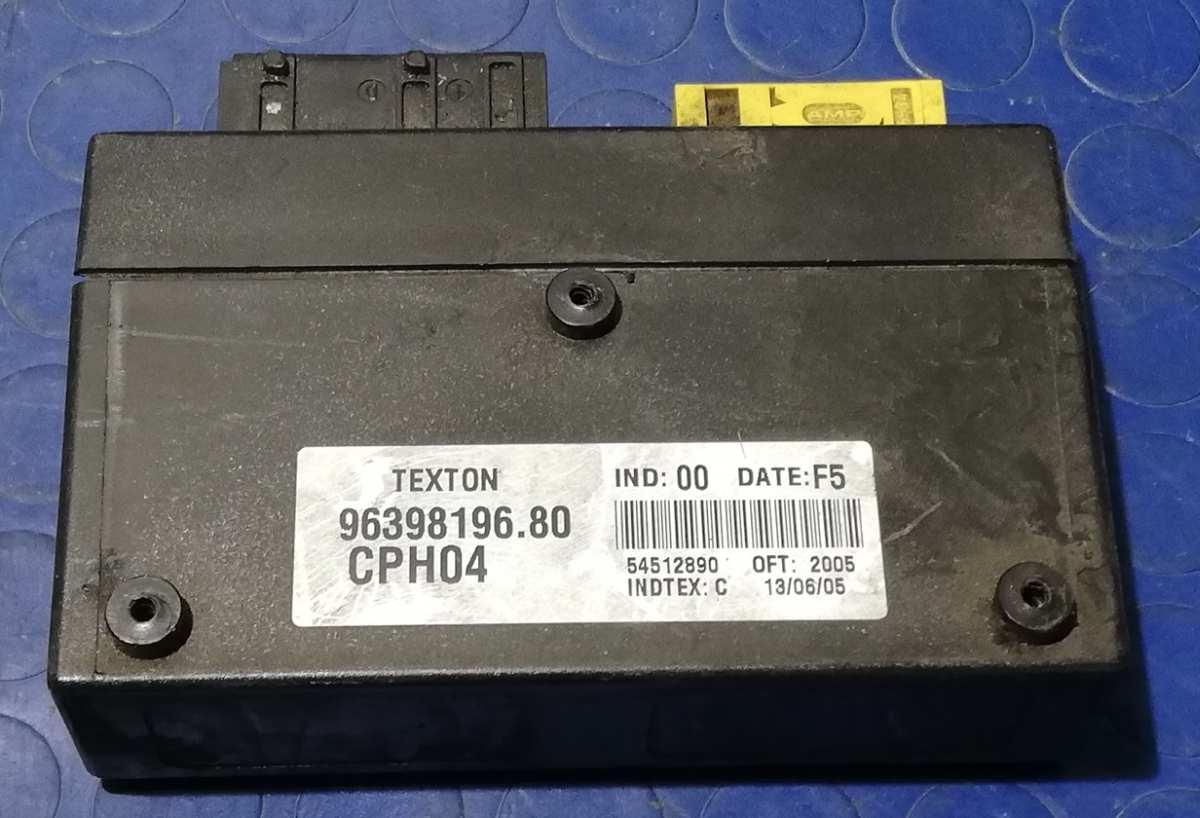 AMP
TEXTON
96398196.80
CPH04
IND: 00 DATE:F5
54512890 OFT: 2005
INDTEX: C 13/06/05